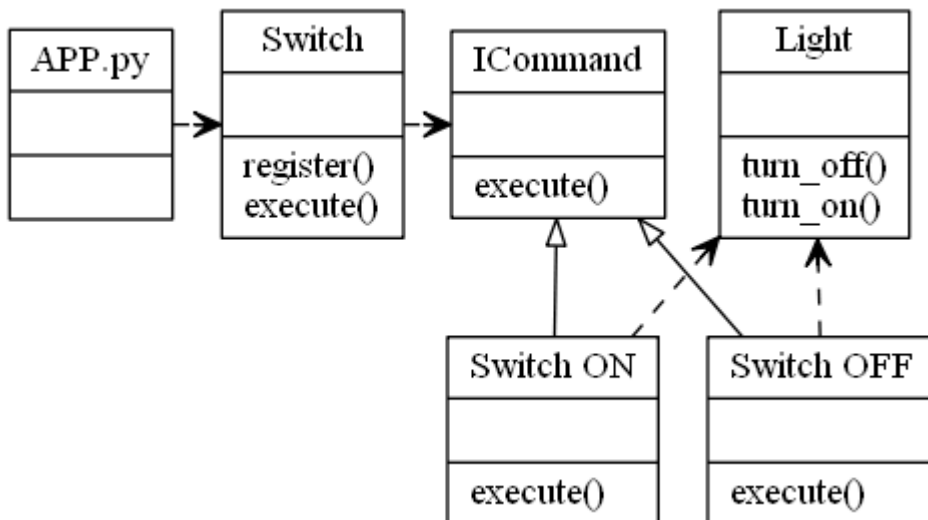 APP.py
Switch
register()
execute()
ICommand
execute()
Light
turn_off()
turn_on()
Switch ON
execute()
Switch OFF
execute()